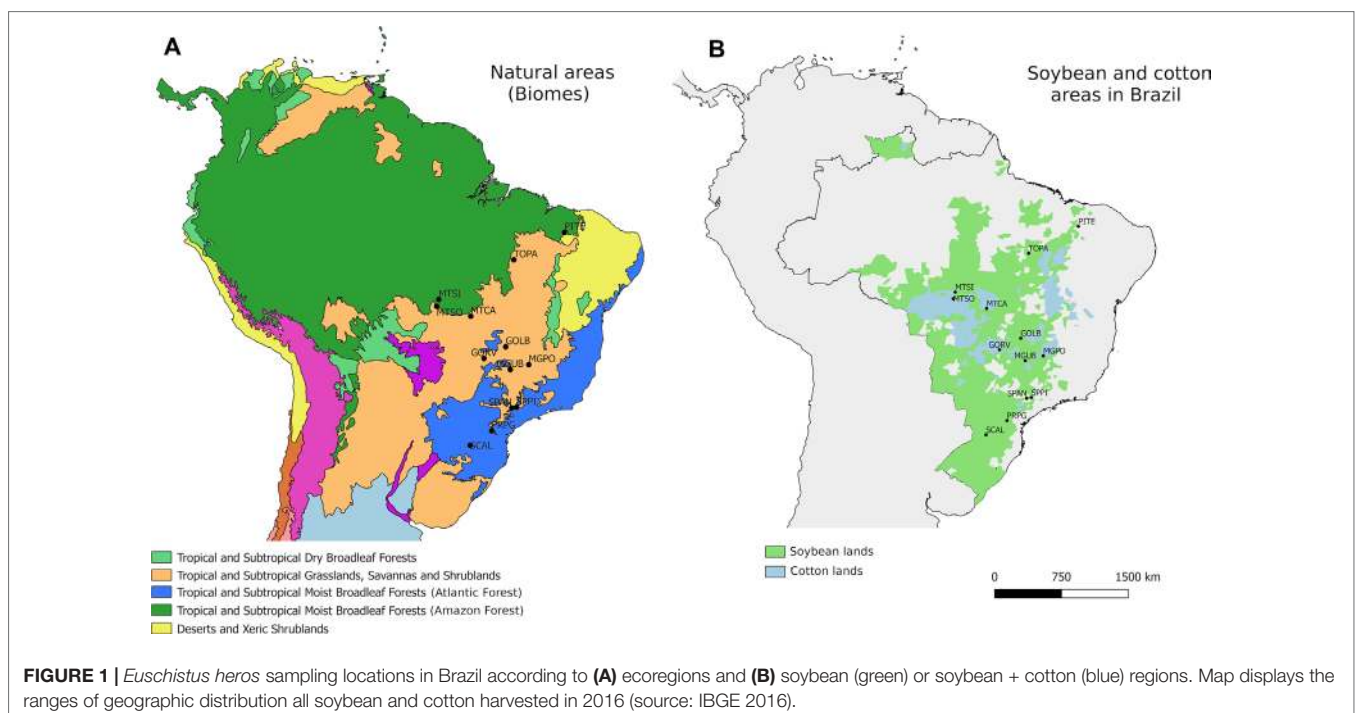 A
Natural areas
(Biomes)
PITE
TOPA
MTSI
MTSO
MTCA
GOLB
GORV
MGUB
MGPO
SPPI
PRPG
SCAL
Tropical and Subtropical Dry Broadleaf Forests
Tropical and Subtropical Grasslands, Savannas and Shrublands
Tropical and Subtropical Moist Broadleaf Forests (Atlantic Forest)
Tropical and Subtropical Moist Broadleaf Forests (Amazon Forest)
Deserts and Xeric Shrublands
B
Soybean and cotton
areas in Brazil
PITE
TOPA
MTSI
MTSO
MTCA
GOLB
GORV
MGUB
MGPO
SPPI
PRPG
SCAL
Soybean lands
Cotton lands
0 750 1500 km
FIGURE 1 | Euschistus heros sampling locations in Brazil according to (A) ecoregions and (B) soybean (green) or soybean + cotton (blue) regions. Map displays the
ranges of geographic distribution all soybean and cotton harvested in 2016 (source: IBGE 2016).